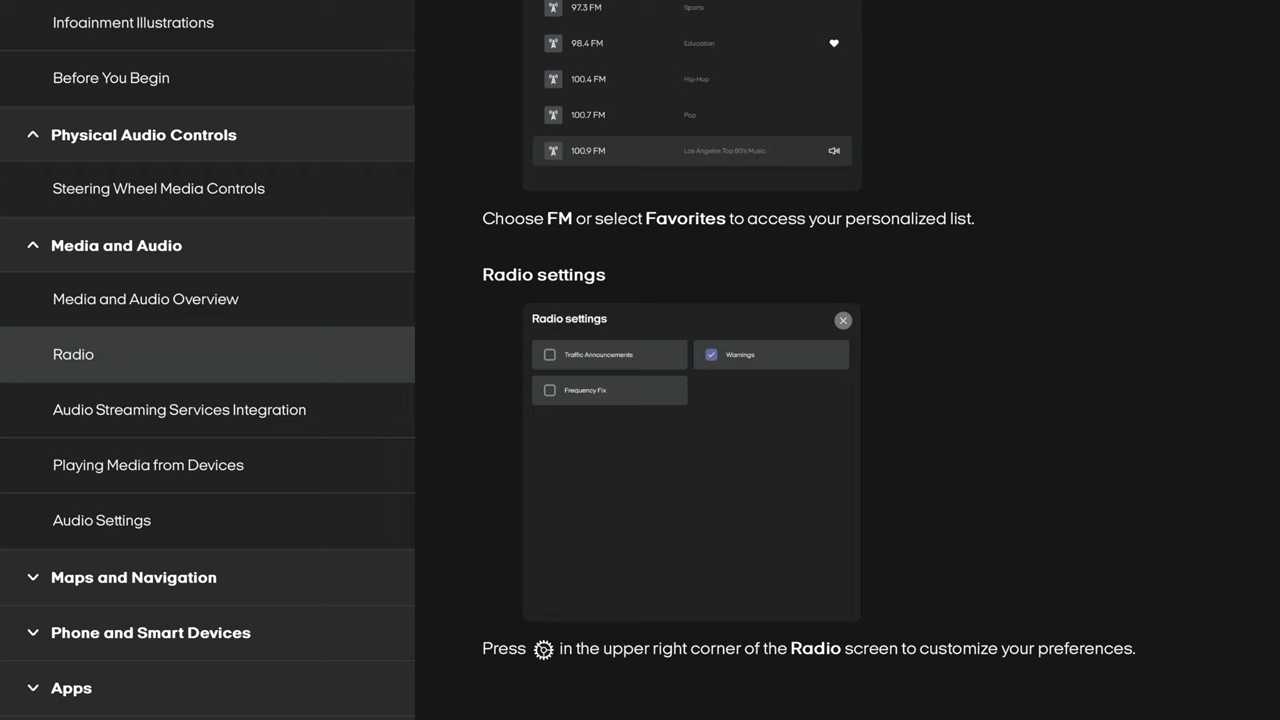 Infoainment Illustrations
Before You Begin
Physical Audio Controls
Steering Wheel Media Controls
Media and Audio
Media and Audio Overview
Radio
Audio Streaming Services Integration
Playing Media from Devices
Audio Settings
Maps and Navigation
Phone and Smart Devices
Apps
97.3 FM Sports
98.4 FM Education
100.4 FM Hip-Hop
100.7 FM Pop
100.9 FM Los Angeles Top 80's Music
Choose FM or select Favorites to access your personalized list.
Radio settings
Radio settings
Traffic Announcements Warnings
Frequency Fix
Press in the upper right corner of the Radio screen to customize your preferences.